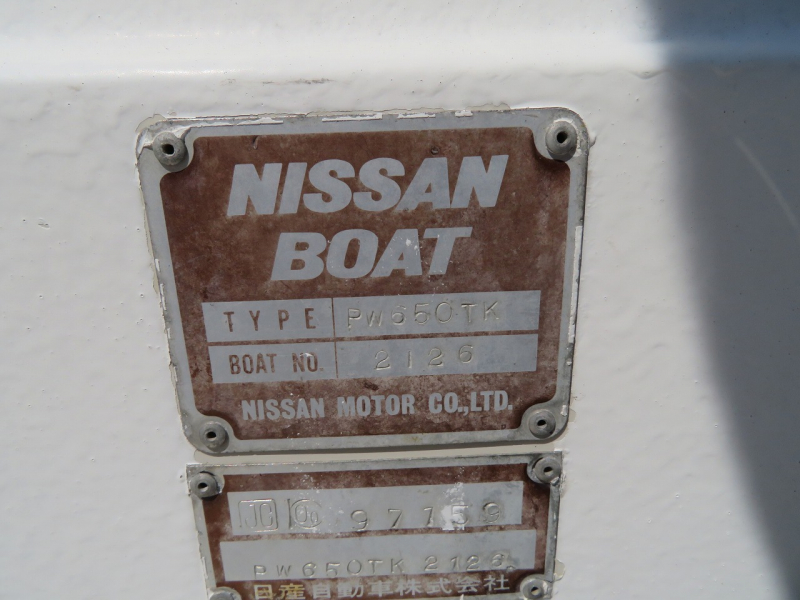 NISSAN
BOAT
TYPE PW650TK
BOAT NO. 2126
NISSAN MOTOR CO.,LTD.
JCI 97159
PW650TK 2126
日産自動車株式会社